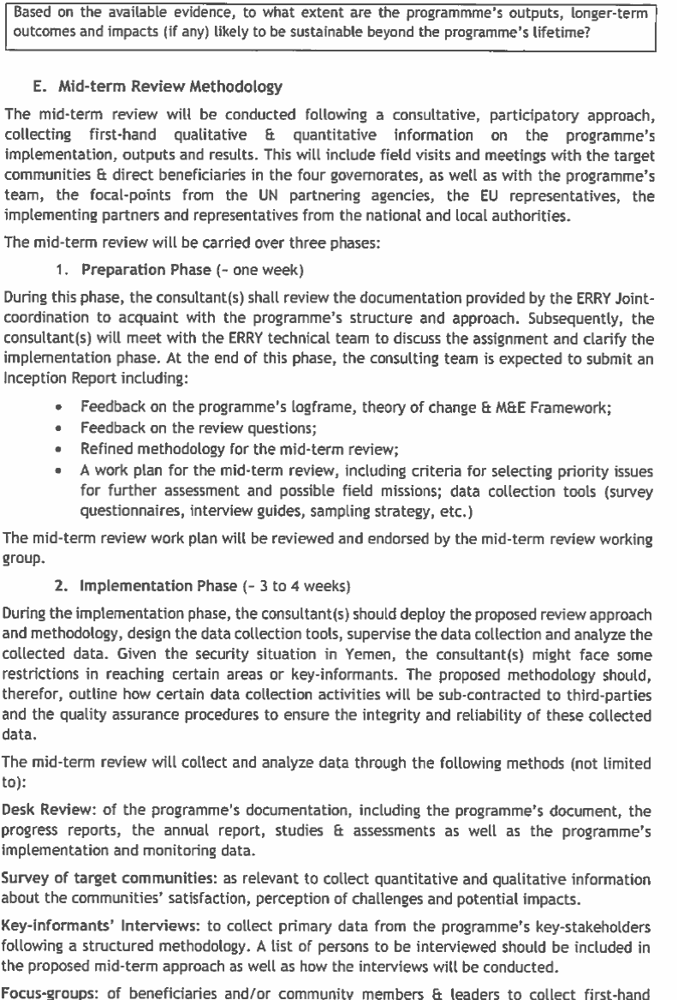 Based on the available evidence, to what extent are the programmme's outputs, longer-term
outcomes and impacts (if any) likely to be sustainable beyond the programme's lifetime?
E. Mid-term Review Methodology
The mid-term review will be conducted following a consultative, participatory approach,
collecting first-hand qualitative & quantitative information on the programme's
implementation, outputs and results. This will include field visits and meetings with the target
communities & direct beneficiaries in the four governorates, as well as with the programme's
team, the focal-points from the UN partnering agencies, the EU representatives, the
implementing partners and representatives from the national and local authorities.
The mid-term review will be carried over three phases:
1. Preparation Phase (- one week)
During this phase, the consultant(s) shall review the documentation provided by the ERRY Joint-
coordination to acquaint with the programme's structure and approach. Subsequently, the
consultant(s) will meet with the ERRY technical team to discuss the assignment and clarify the
implementation phase. At the end of this phase, the consulting team is expected to submit an
Inception Report including:
• Feedback on the programme's logframe, theory of change & M&E Framework;
• Feedback on the review questions;
• Refined methodology for the mid-term review;
• A work plan for the mid-term review, including criteria for selecting priority issues
for further assessment and possible field missions; data collection tools (survey
questionnaires, interview guides, sampling strategy, etc.)
The mid-term review work plan will be reviewed and endorsed by the mid-term review working
group.
2. Implementation Phase (- 3 to 4 weeks)
During the implementation phase, the consultant(s) should deploy the proposed review approach
and methodology, design the data collection tools, supervise the data collection and analyze the
collected data. Given the security situation in Yemen, the consultant(s) might face some
restrictions in reaching certain areas or key-informants. The proposed methodology should,
therefor, outline how certain data collection activities will be sub-contracted to third-parties
and the quality assurance procedures to ensure the integrity and reliability of these collected
data.
The mid-term review will collect and analyze data through the following methods (not limited
to):
Desk Review: of the programme's documentation, including the programme's document, the
progress reports, the annual report, studies & assessments as well as the programme's
implementation and monitoring data.
Survey of target communities: as relevant to collect quantitative and qualitative information
about the communities' satisfaction, perception of challenges and potential impacts.
Key-informants' Interviews: to collect primary data from the programme's key-stakeholders
following a structured methodology. A list of persons to be interviewed should be included in
the proposed mid-term approach as well as how the interviews will be conducted.
Focus-groups: of beneficiaries and/or community members & leaders to collect first-hand